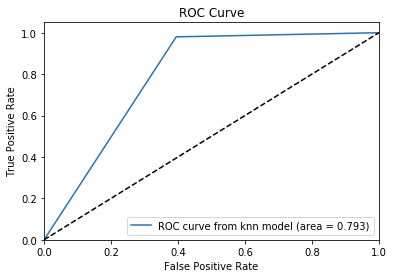 ROC Curve
1.0
0.8
0.6
0.4
0.2
0.0
True Positive Rate
ROC curve from knn model (area = 0.793)
0.0 0.2 0.4 0.6 0.8 1.0
False Positive Rate